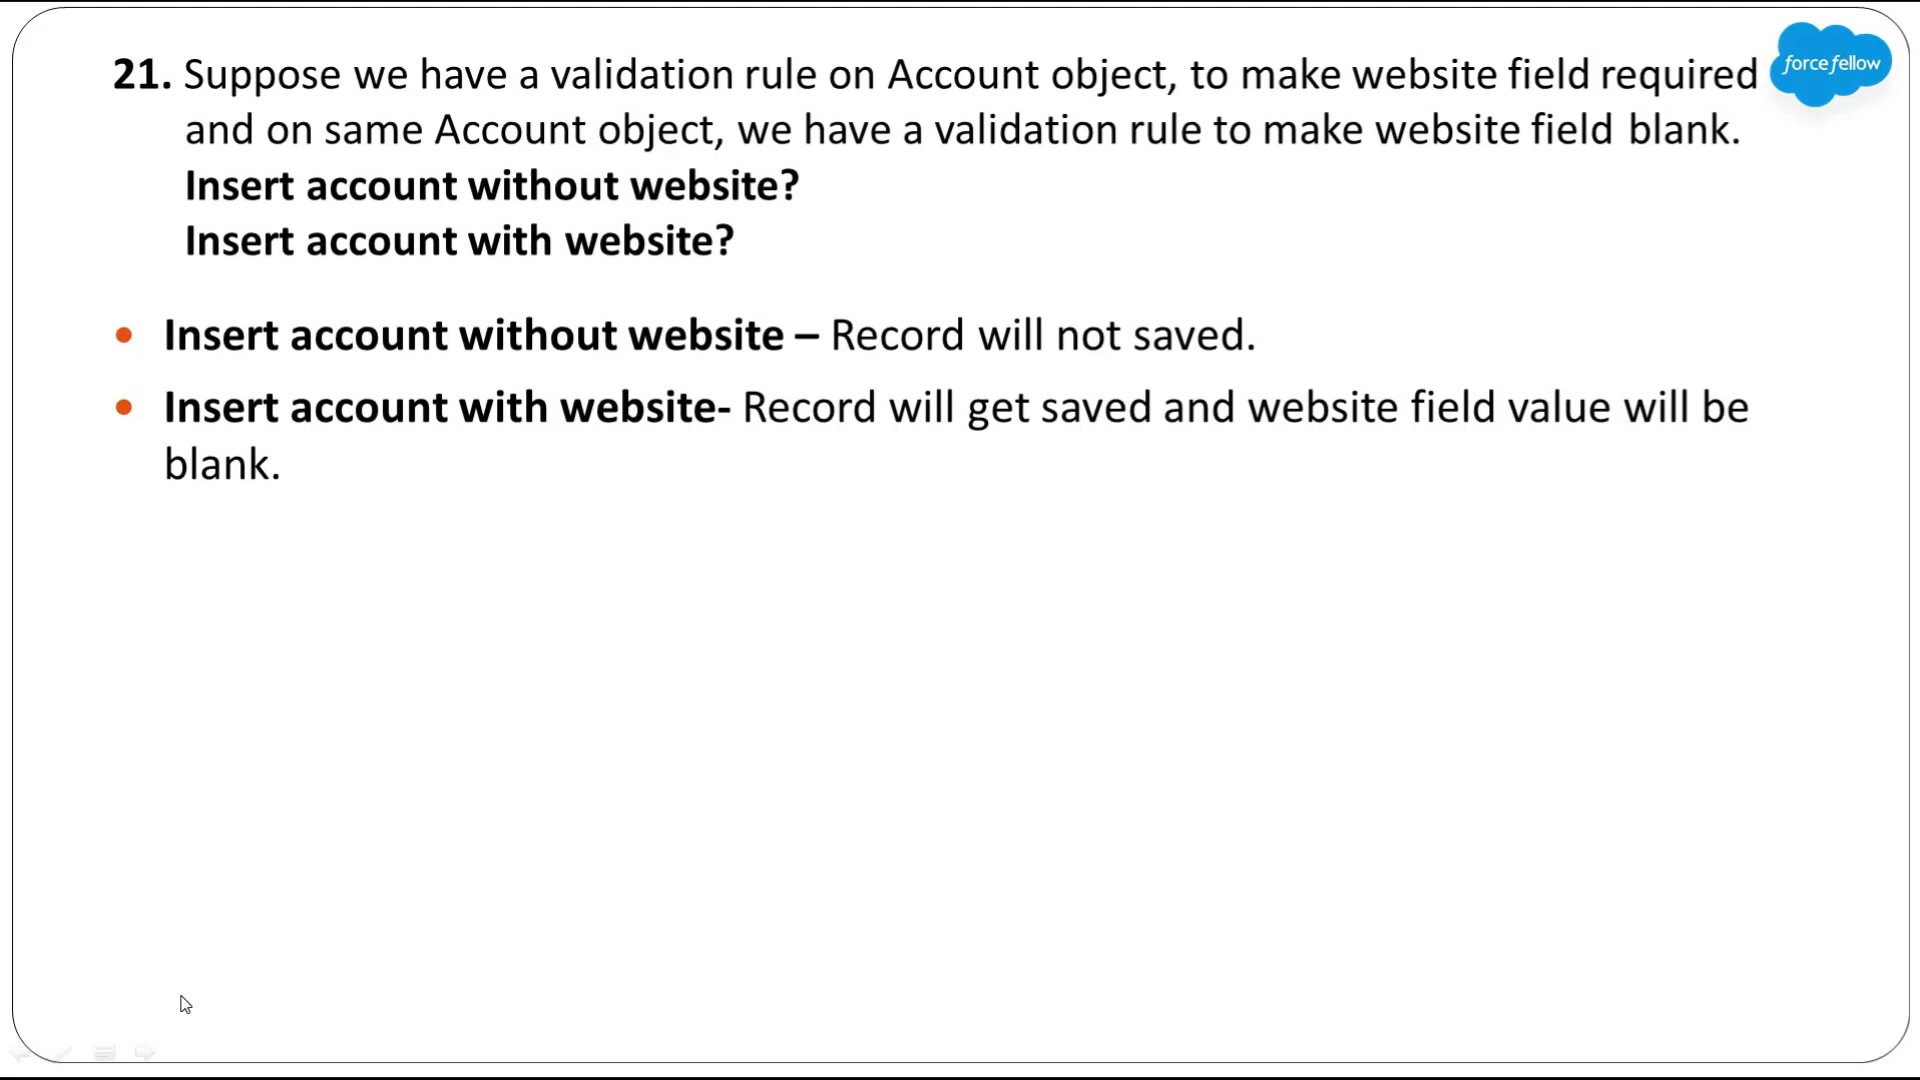 21. Suppose we have a validation rule on Account object, to make website field required
and on same Account object, we have a validation rule to make website field blank.
Insert account without website?
Insert account with website?
forcefellow
• Insert account without website – Record will not saved.
• Insert account with website- Record will get saved and website field value will be
blank.